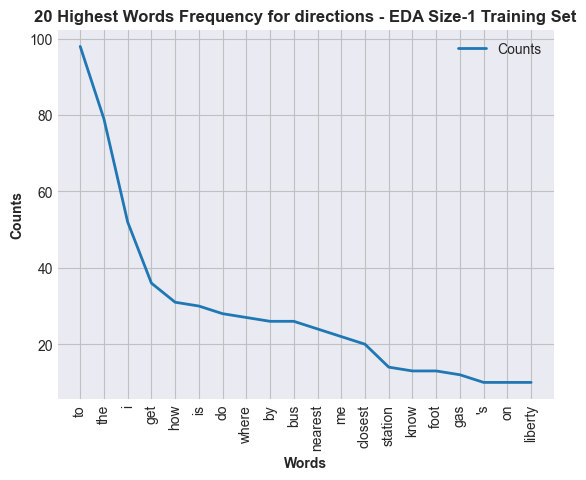 20 Highest Words Frequency for directions - EDA Size-1 Training Set
Counts
100
80
60
40
20
Counts
to
the
i
get
how
is
do
where
by
bus
nearest
me
closest
station
know
foot
gas
's
on
liberty
Words